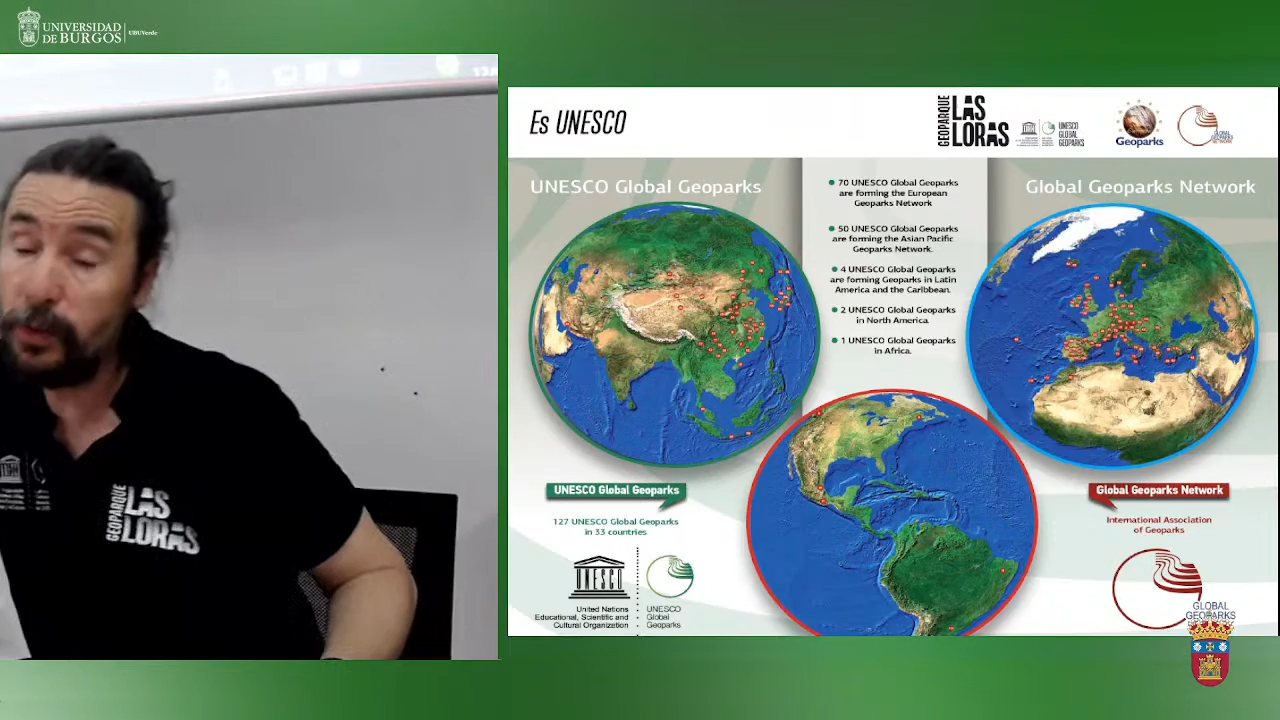 UNIVERSIDAD
DE BURGOS
UBUVerde
Es UNESCO
GEOPARQUE
LAS
LORAS
UNESCO
GLOBAL
GEOPARKS
Geoparks
GLOBAL
GEOPARKS
NETWORK
UNESCO Global Geoparks
70 UNESCO Global Geoparks
are forming the European
Geoparks Network
50 UNESCO Global Geoparks
are forming the Asian Pacific
Geoparks Network.
4 UNESCO Global Geoparks
are forming Geoparks in Latin
America and the Caribbean.
2 UNESCO Global Geoparks
in North America.
1 UNESCO Global Geoparks
in Africa.
Global Geoparks Network
UNESCO Global Geoparks
127 UNESCO Global Geoparks
in 33 countries
UNESCO
United Nations
Educational, Scientific and
Cultural Organization
UNESCO
Global
Geoparks
Global Geoparks Network
International Association
of Geoparks
GLOBAL
GEOPARKS
GEOPARQUE
LAS
LORAS